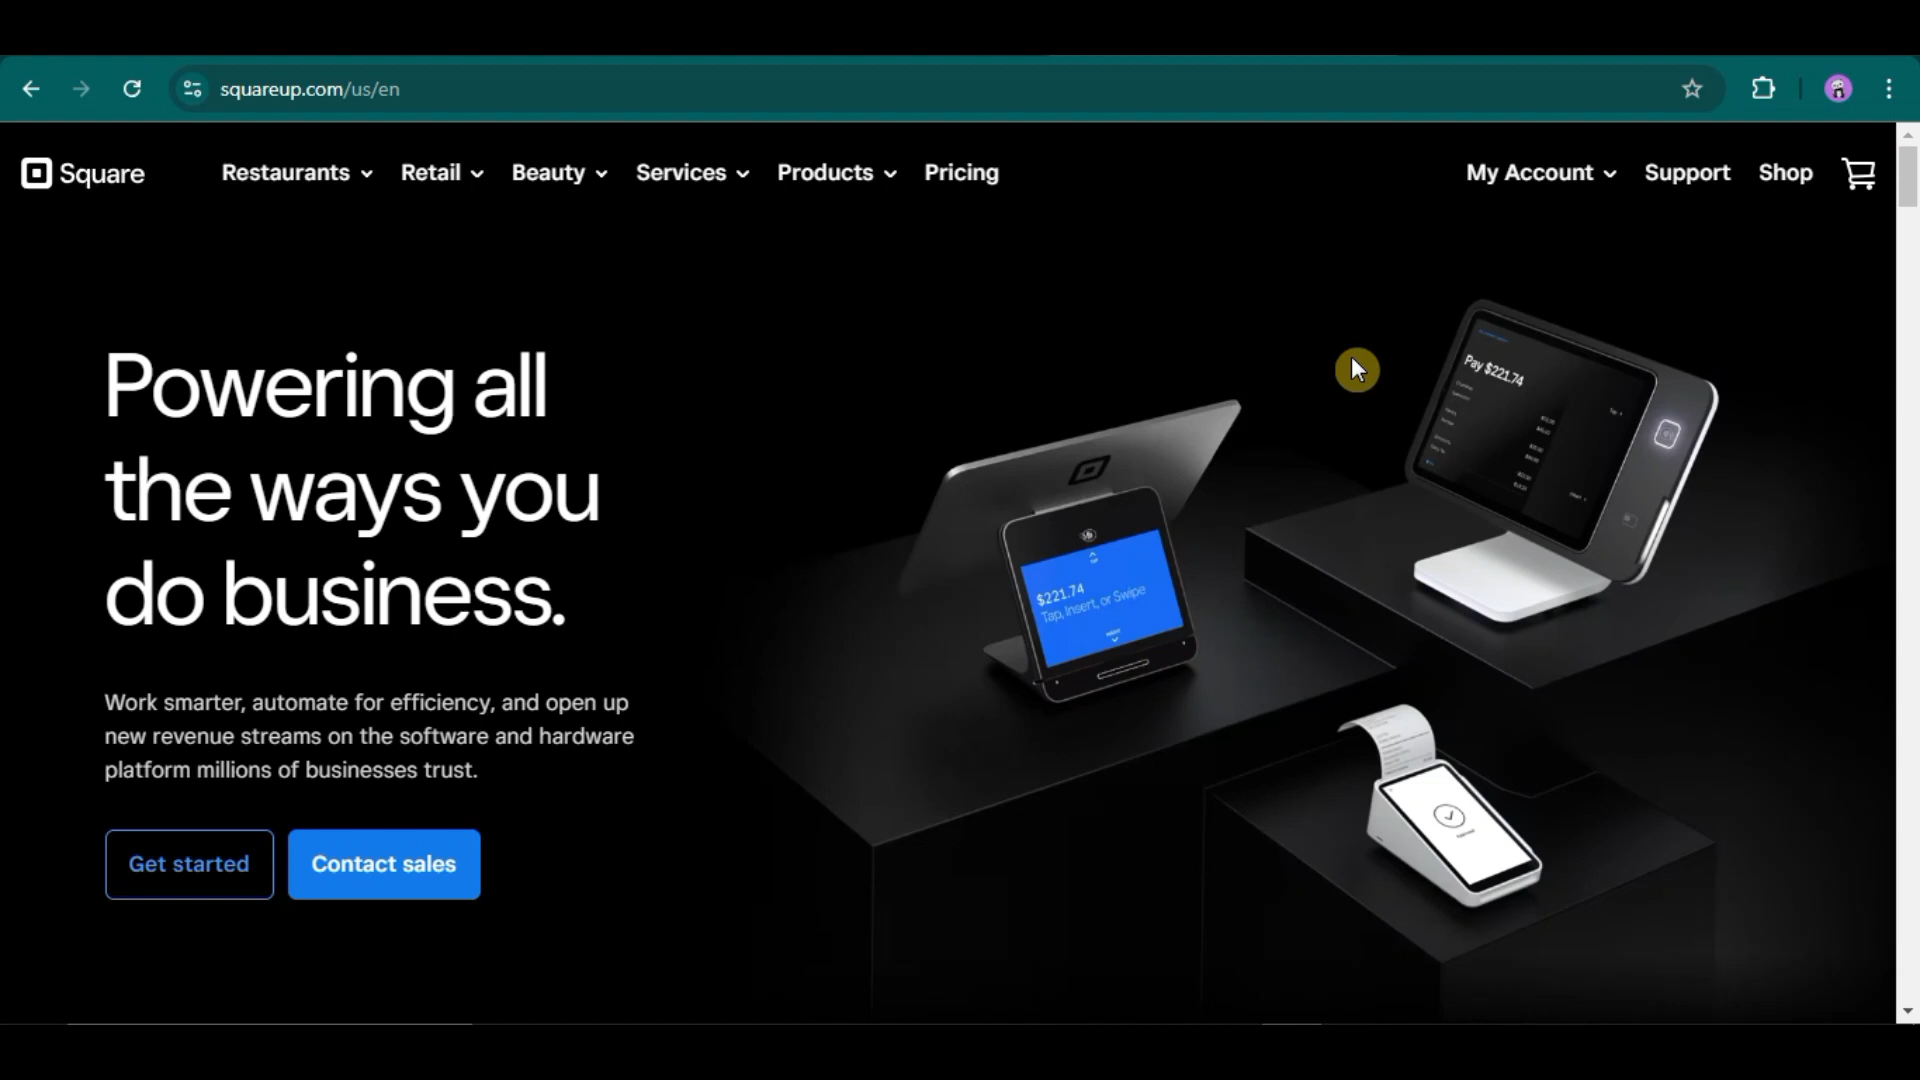 squareup.com/us/en
Square
Restaurants
Retail
Beauty
Services
Products
Pricing
My Account
Support
Shop
Powering all
the ways you
do business.
Work smarter, automate for efficiency, and open up
new revenue streams on the software and hardware
platform millions of businesses trust.
Get started
Contact sales
Pay $221.74
$221.74
Tap, Insert, or Swipe